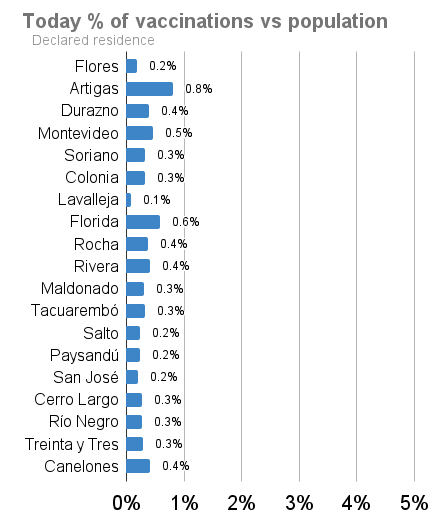 Today % of vaccinations vs population
Declared residence
Flores 0.2%
Artigas 0.8%
Durazno 0.4%
Montevideo 0.5%
Soriano 0.3%
Colonia 0.3%
Lavalleja 0.1%
Florida 0.6%
Rocha 0.4%
Rivera 0.4%
Maldonado 0.3%
Tacuarembó 0.3%
Salto 0.2%
Paysandú 0.2%
San José 0.2%
Cerro Largo 0.3%
Río Negro 0.3%
Treinta y Tres 0.3%
Canelones 0.4%
0% 1% 2% 3% 4% 5%